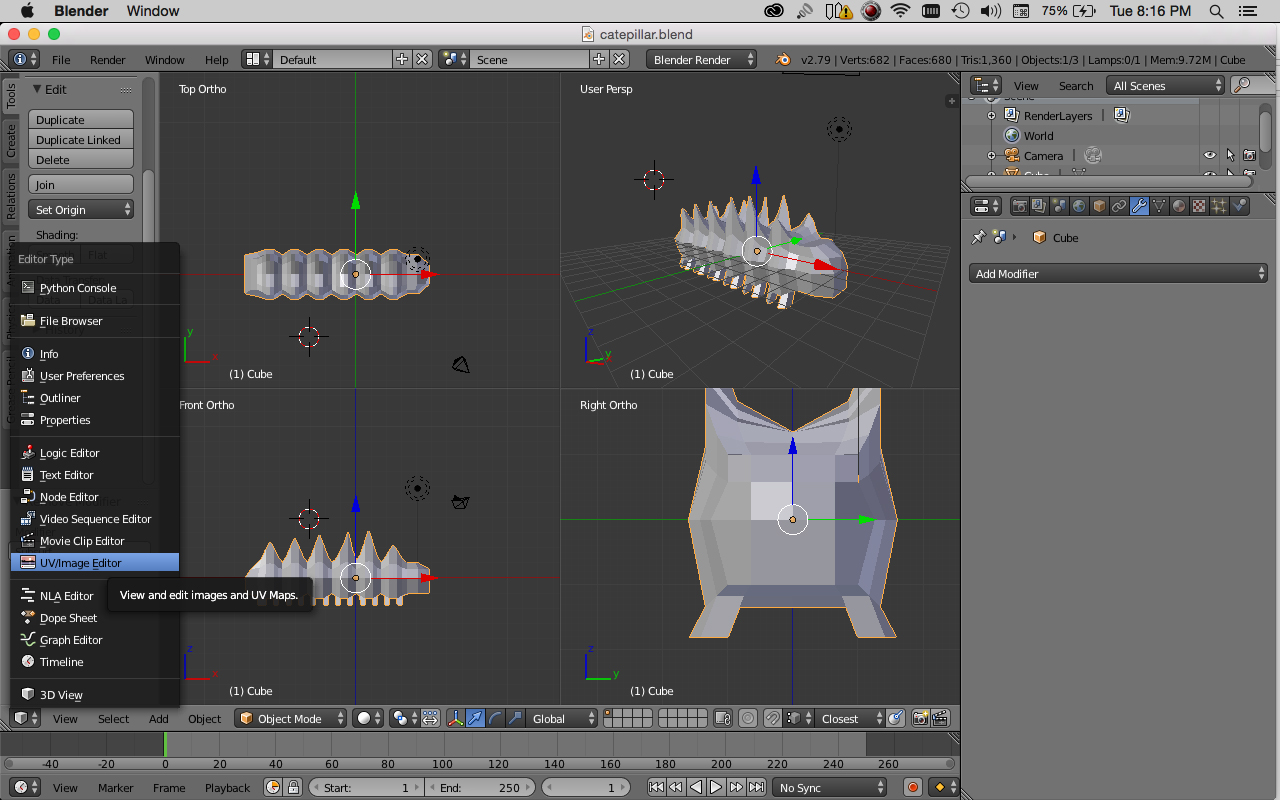 Blender Window 75% Tue 8:16 PM
catepillar.blend
File Render Window Help Default Scene Blender Render v2.79 | Verts:682 | Faces:680 | Tris:1,360 | Objects:1/3 | Lamps:0/1 | Mem:9.72M | Cube
Tools
Create
Relations
Edit
Duplicate
Duplicate Linked
Delete
Join
Set Origin
Shading:
Top Ortho
User Persp
View Search All Scenes
RenderLayers
World
Camera
Cube
Add Modifier
Editor Type
Python Console
File Browser
Info
User Preferences
Outliner
Properties
Logic Editor
Text Editor
Node Editor
Video Sequence Editor
Movie Clip Editor
UV/Image Editor
NLA Editor
Dope Sheet
Graph Editor
Timeline
3D View
View and edit images and UV Maps.
y
x
(1) Cube
z
y
(1) Cube
Front Ortho
Right Ortho
z
x
(1) Cube
z
y
(1) Cube
View Select Add Object Object Mode Global Closest
-40 -20 0 20 40 60 80 100 120 140 160 180 200 220 240 260
View Marker Frame Playback Start: 1 End: 250 1 No Sync